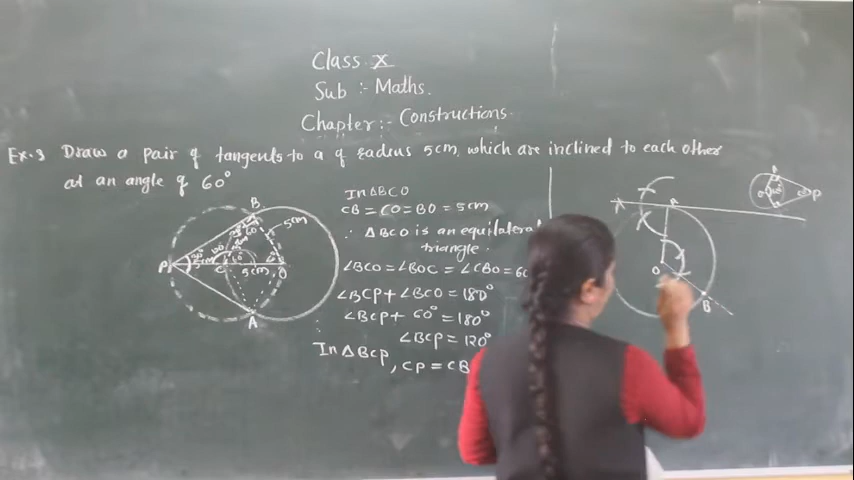 Class X
Sub :- Maths.
Chapter:- Constructions.
Ex.3 Draw a pair of tangents to a of radius 5cm, which are inclined to each other
at an angle of 60°
In ΔBCO
CB = CO = BO = 5cm
∴ ΔBCO is an equilateral
triangle.
∠BCO = ∠BOC = ∠CBO = 60
∠BCP + ∠BCO = 180°
∠BCP + 60° = 180°
∠BCP = 120°
In ΔBCP, CP = CB
B
5cm
P
C
5cm
O
A
A
O
B
O
P